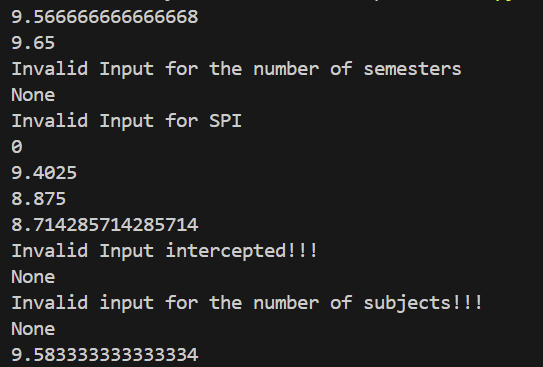 9.566666666666668
9.65
Invalid Input for the number of semesters
None
Invalid Input for SPI
0
9.4025
8.875
8.714285714285714
Invalid Input intercepted!!!
None
Invalid input for the number of subjects!!!
None
9.583333333333334